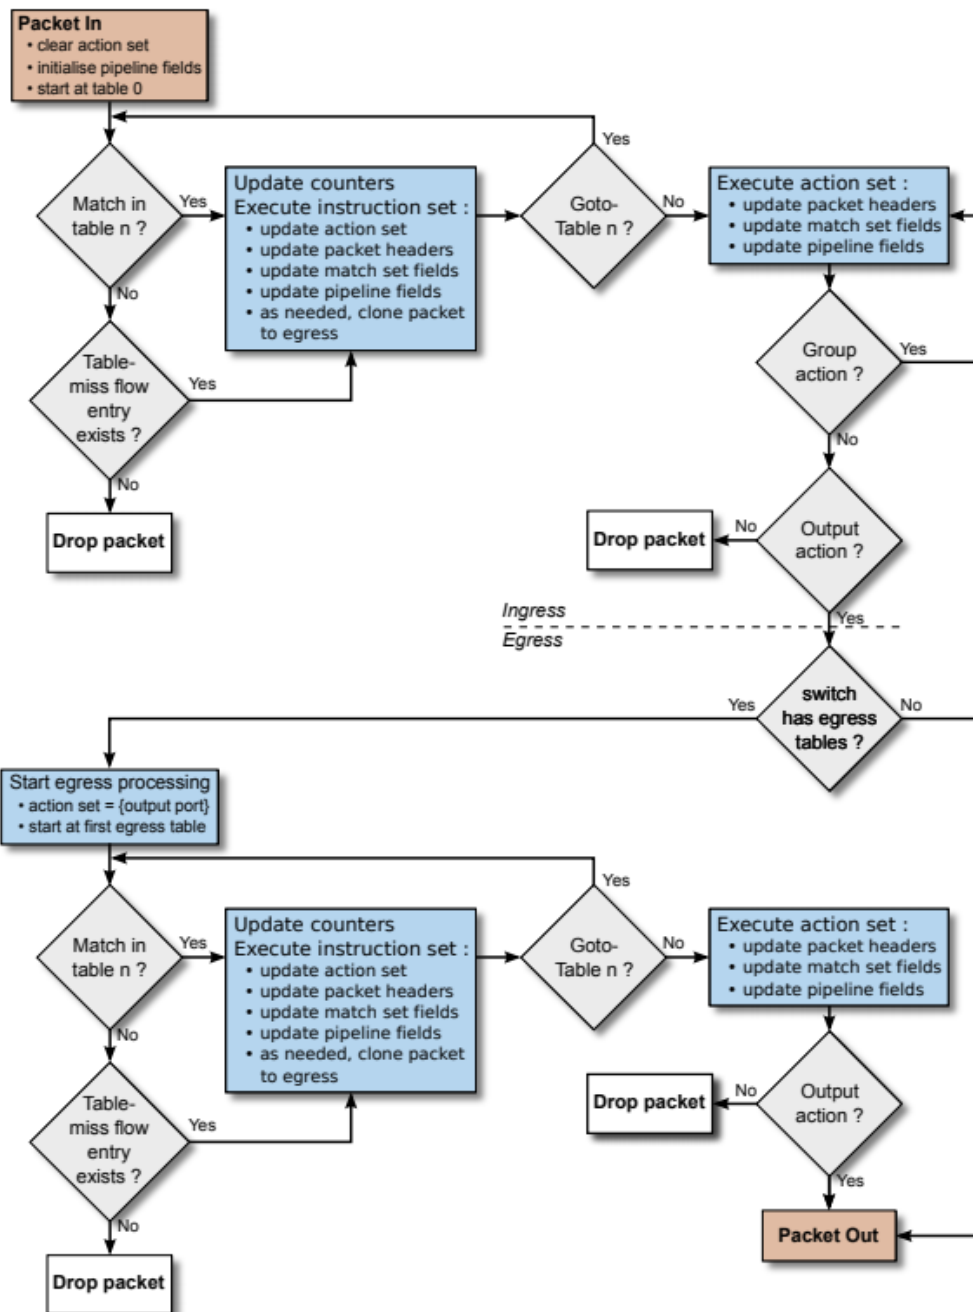 Packet In
• clear action set
• initialise pipeline fields
• start at table 0
Yes
Match in
table n ?
Yes
Update counters
Execute instruction set :
• update action set
• update packet headers
• update match set fields
• update pipeline fields
• as needed, clone packet
to egress
Goto-
Table n ?
No
Execute action set :
• update packet headers
• update match set fields
• update pipeline fields
No
Table-
miss flow
entry
exists ?
Yes
Group
action ?
Yes
No
No
Drop packet
Output
action ?
No
Drop packet
Yes
Ingress
Egress
switch
has egress
tables ?
Yes
No
Start egress processing
• action set = {output port}
• start at first egress table
Yes
Match in
table n ?
Yes
Update counters
Execute instruction set :
• update action set
• update packet headers
• update match set fields
• update pipeline fields
• as needed, clone packet
to egress
Goto-
Table n ?
No
Execute action set :
• update packet headers
• update match set fields
• update pipeline fields
No
Table-
miss flow
entry
exists ?
Yes
Output
action ?
No
Drop packet
Yes
No
Packet Out
Drop packet